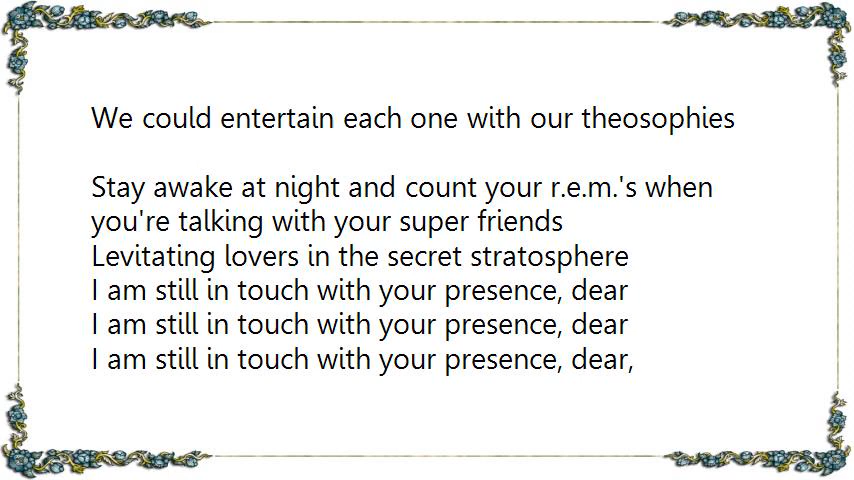 We could entertain each one with our theosophies
Stay awake at night and count your r.e.m.'s when
you're talking with your super friends
Levitating lovers in the secret stratosphere
I am still in touch with your presence, dear
I am still in touch with your presence, dear
I am still in touch with your presence, dear,